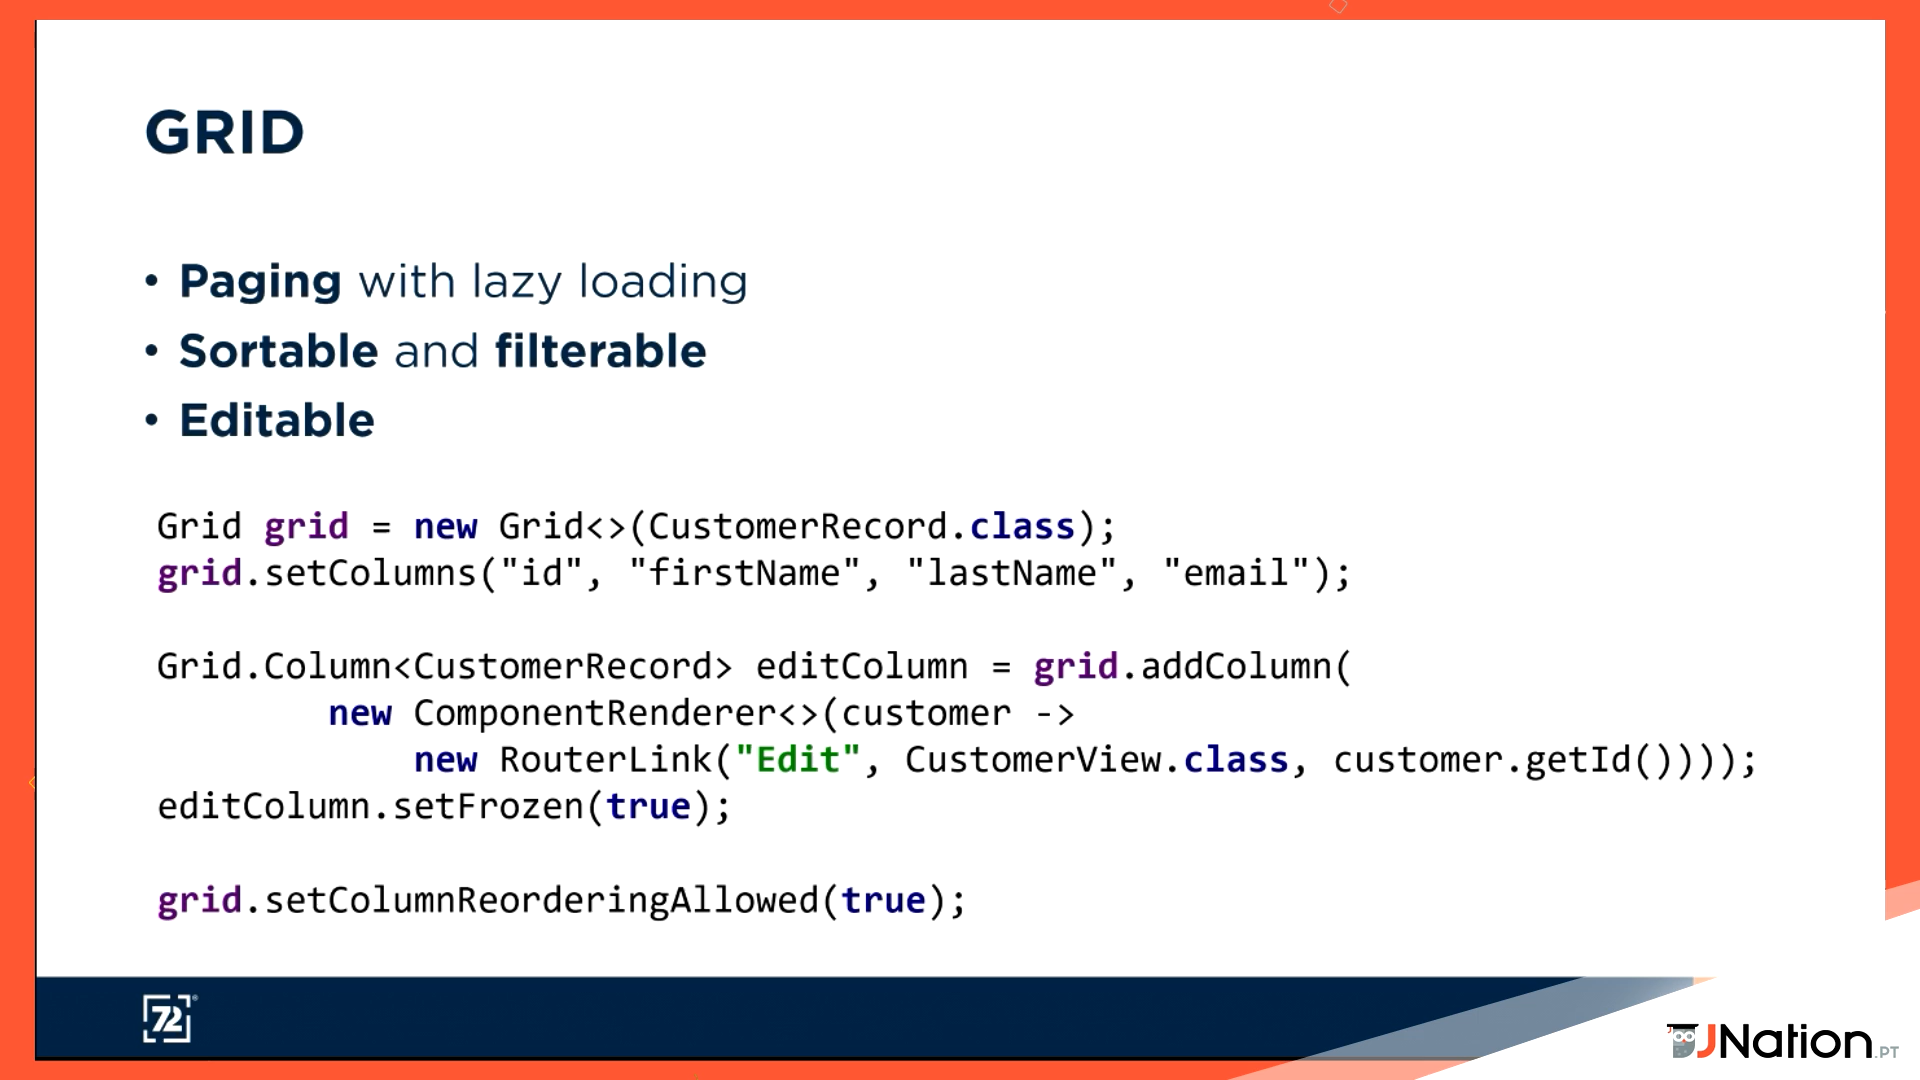 GRID
• Paging with lazy loading
• Sortable and filterable
• Editable
Grid grid = new Grid<>(CustomerRecord.class);
grid.setColumns("id", "firstName", "lastName", "email");
Grid.Column<CustomerRecord> editColumn = grid.addColumn(
new ComponentRenderer<>(customer ->
new RouterLink("Edit", CustomerView.class, customer.getId())));
editColumn.setFrozen(true);
grid.setColumnReorderingAllowed(true);
72®
JNation.PT